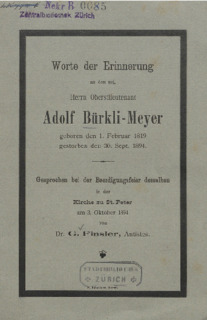 Nekr B 0085
Zentralbibliothek Zürich
Worte der Erinnerung
an den sel.
Herrn Oberstlieutenant
Adolf Bürkli-Meyer
geboren den 1. Februar 1819
gestorben den 30. Sept. 1894.
Gesprochen bei der Beerdigungsfeier desselben
in der
Kirche zu St. Peter
am 3. Oktober 1894
von
Dr. G. Finsler, Antistes.
STADTBIBLIOTHEK
ZÜRICH